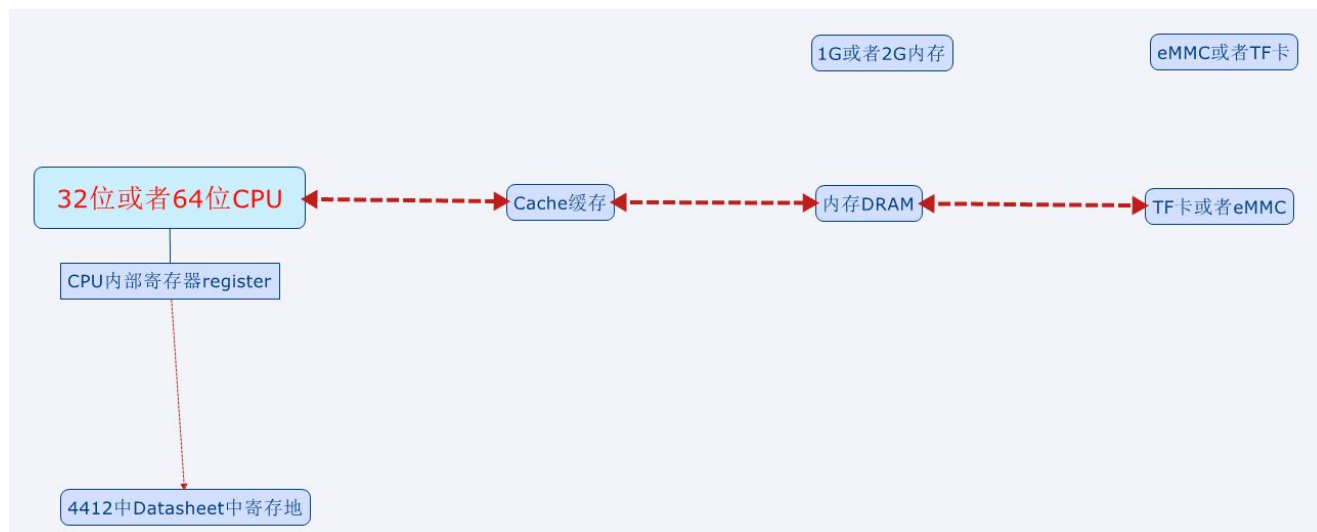 1G或者2G内存
eMMC或者TF卡
32位或者64位CPU
Cache缓存
内存DRAM
TF卡或者eMMC
CPU内部寄存器register
4412中Datasheet中寄存地